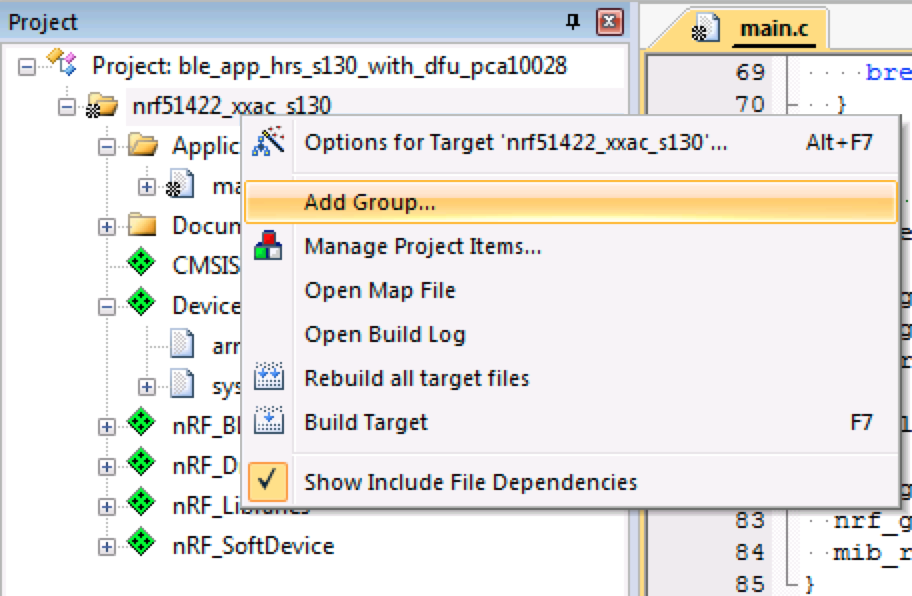 Project
main.c
Project: ble_app_hrs_s130_with_dfu_pca10028
nrf51422_xxac_s130
Applic
ma
Docun
CMSIS
Device
arr
sys
nRF_Bl
nRF_D
nRF_Libraries
nRF_SoftDevice
Options for Target 'nrf51422_xxac_s130'... Alt+F7
Add Group...
Manage Project Items...
Open Map File
Open Build Log
Rebuild all target files
Build Target F7
Show Include File Dependencies
69 bre
70 }
83 nrf_g
84 mib_r
85 }